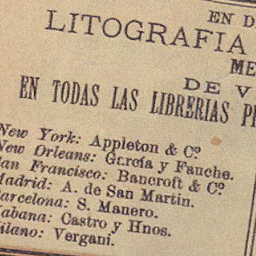 EN D
LITOGRAFIA
ME
DE V
EN TODAS LAS LIBRERIAS P
New York: Appleton & Cº
New Orleans: García y Fauche.
San Francisco: Bancroft & Cº
Madrid: A. de San Martin.
Barcelona: S. Manero.
Habana: Castro y Hnos.
Milano: Vergani.